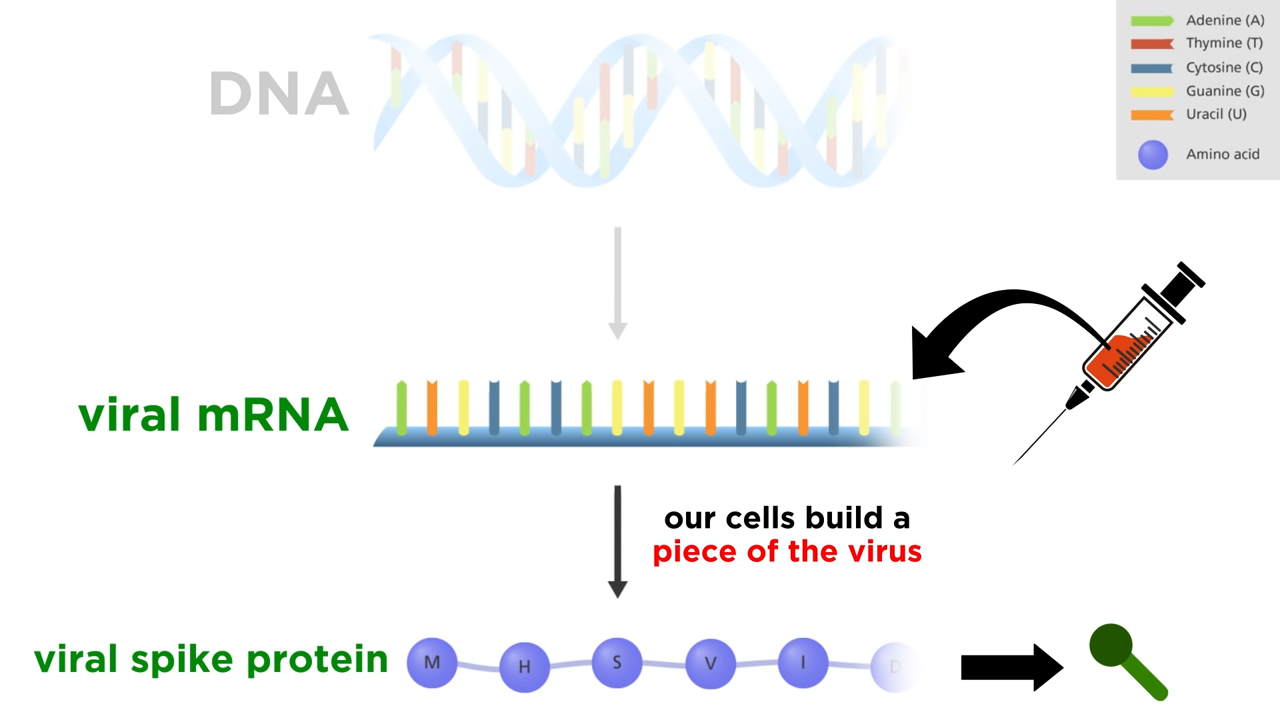 DNA
Adenine (A)
Thymine (T)
Cytosine (C)
Guanine (G)
Uracil (U)
Amino acid
viral mRNA
our cells build a
piece of the virus
viral spike protein
M H S V I D